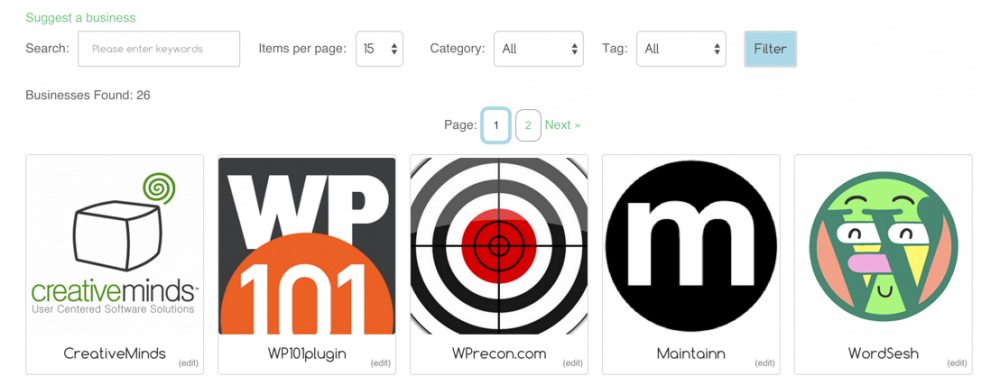 Suggest a business
Search: Please enter keywords Items per page: 15 Category: All Tag: All Filter
Businesses Found: 26
Page: 1 2 Next »
creativeminds™
User Centered Software Solutions
WP
101
m
CreativeMinds (edit)
WP101plugin (edit)
WPrecon.com (edit)
Maintainn (edit)
WordSesh (edit)